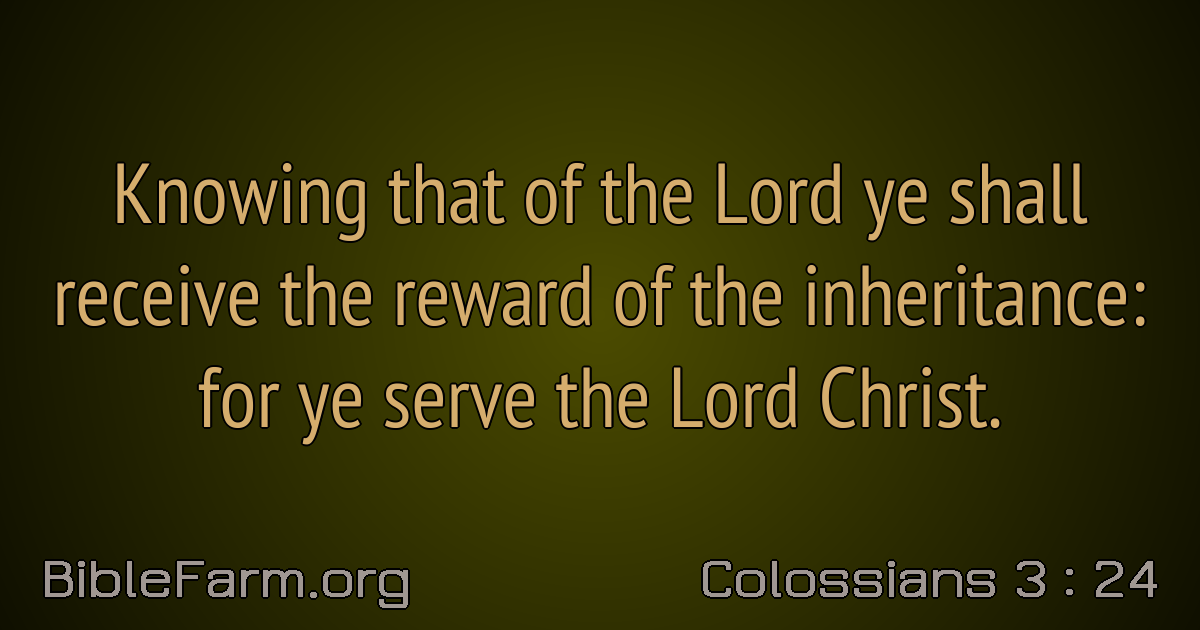 Knowing that of the Lord ye shall
receive the reward of the inheritance:
for ye serve the Lord Christ.
BibleFarm.org
Colossians 3 : 24